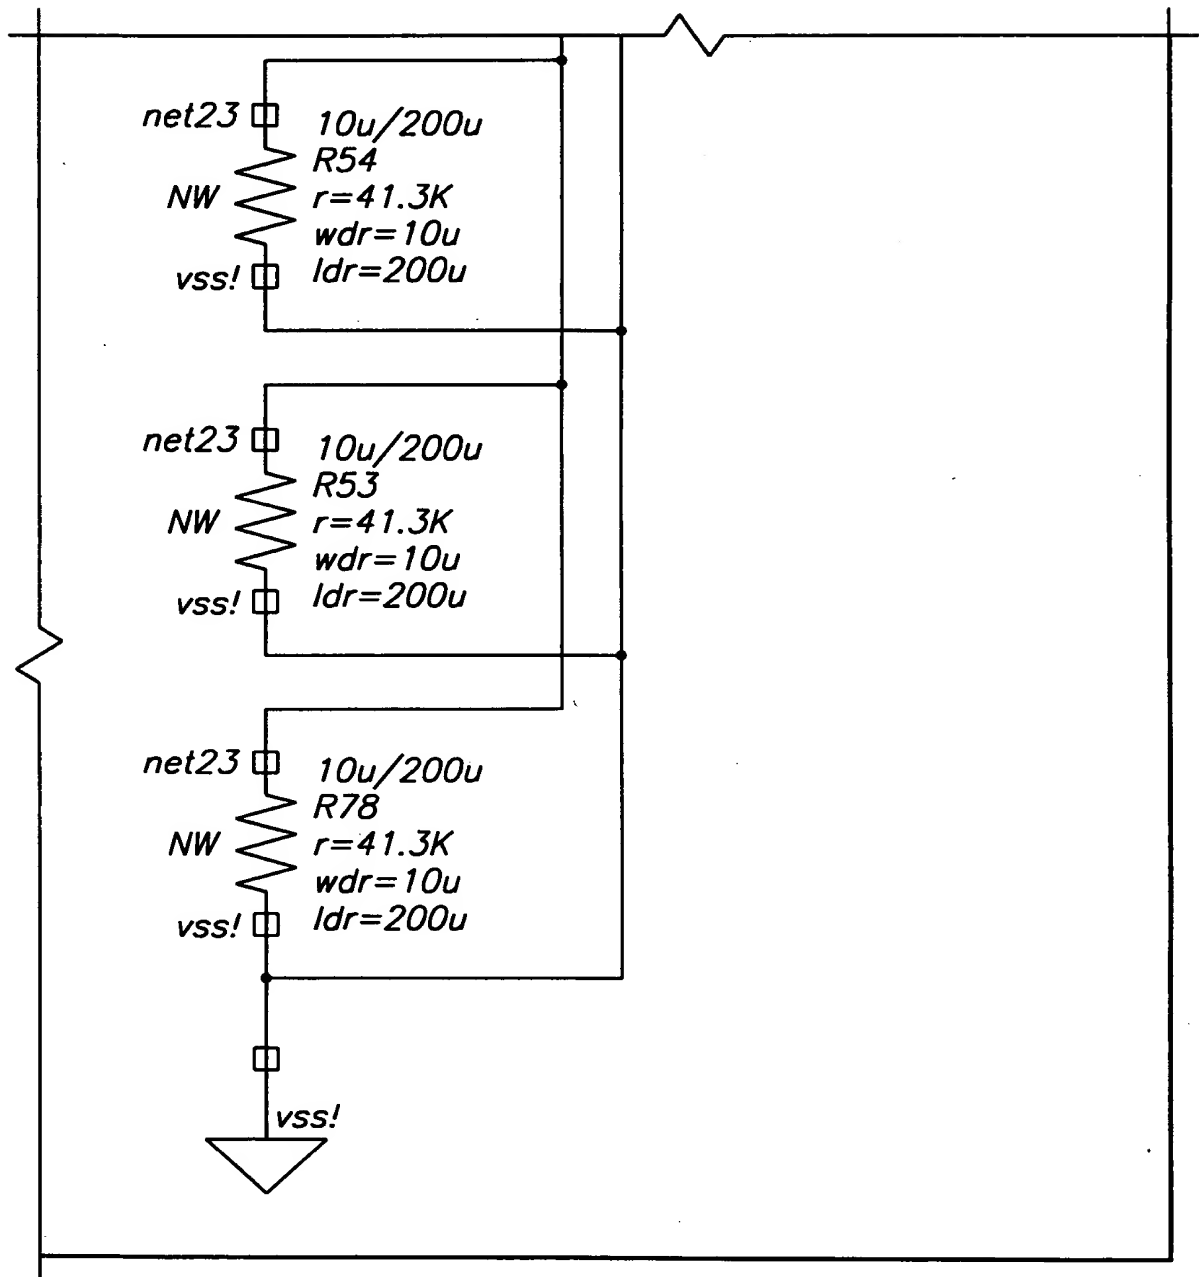 net23
10u/200u
R54
NW
r=41.3K
wdr=10u
vss!
ldr=200u
net23
10u/200u
R53
NW
r=41.3K
wdr=10u
vss!
ldr=200u
net23
10u/200u
R78
NW
r=41.3K
wdr=10u
vss!
ldr=200u
vss!